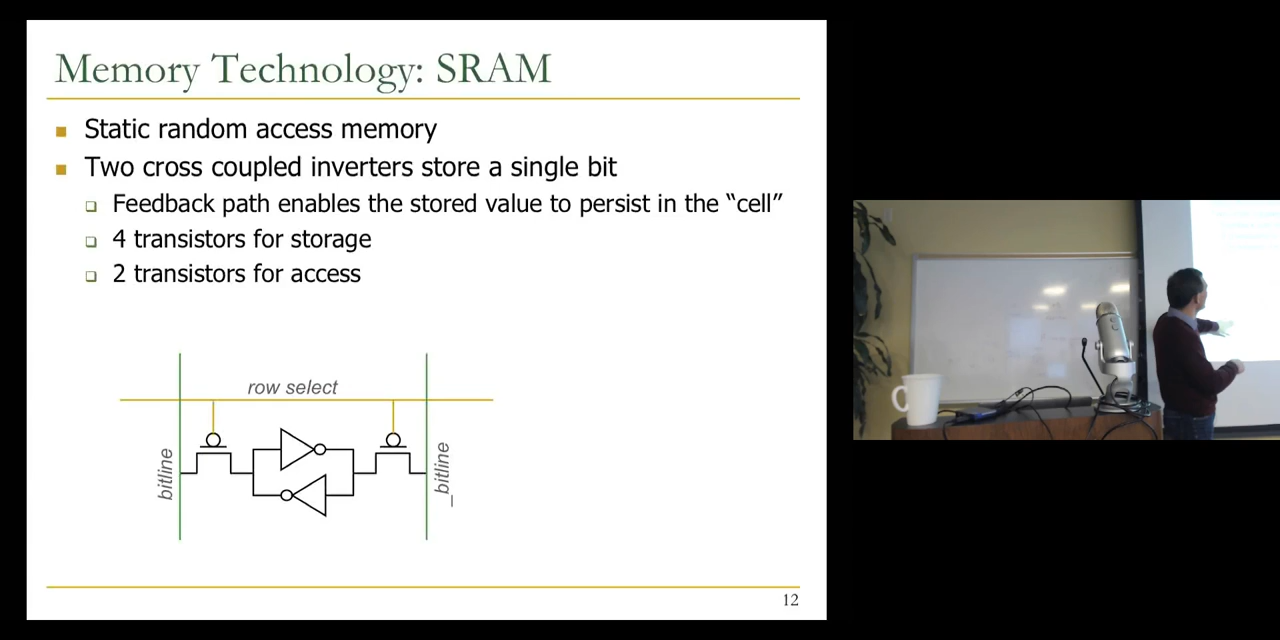 Memory Technology: SRAM
Static random access memory
Two cross coupled inverters store a single bit
Feedback path enables the stored value to persist in the “cell”
4 transistors for storage
2 transistors for access
row select
bitline
_bitline
12